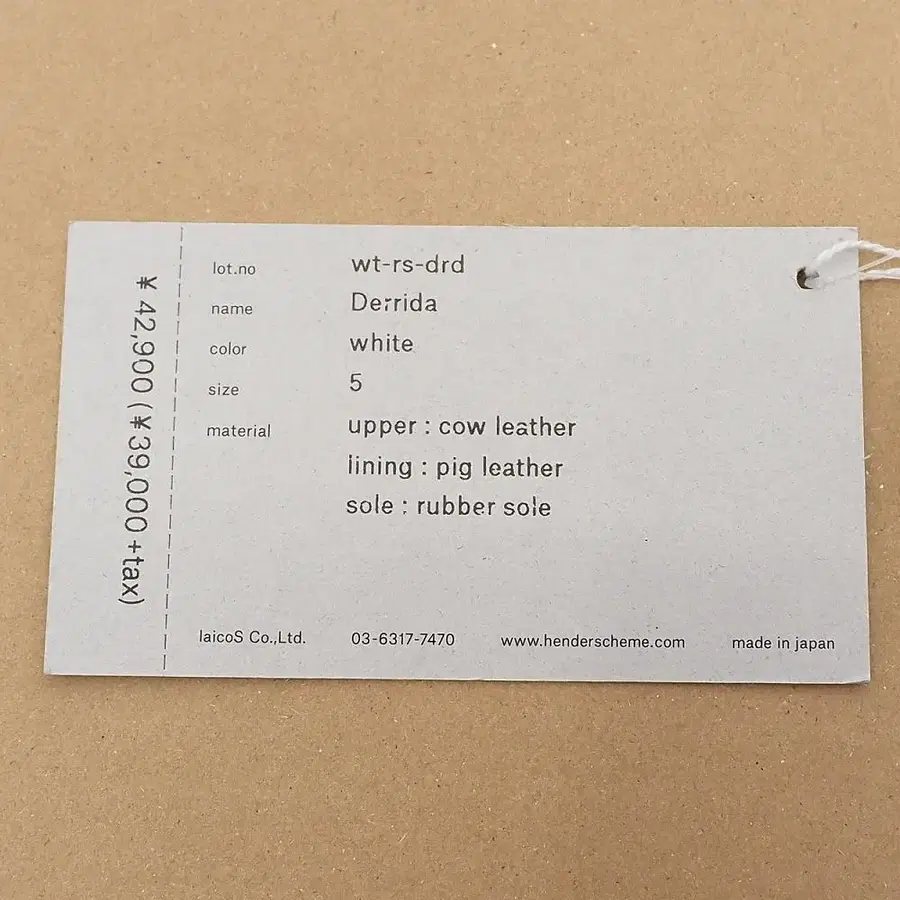 ¥ 42,900 (¥39,000+tax)
lot.no wt-rs-drd
name Derrida
color white
size 5
material upper : cow leather
lining : pig leather
sole : rubber sole
laicoS Co.,Ltd. 03-6317-7470 www.henderscheme.com made in japan